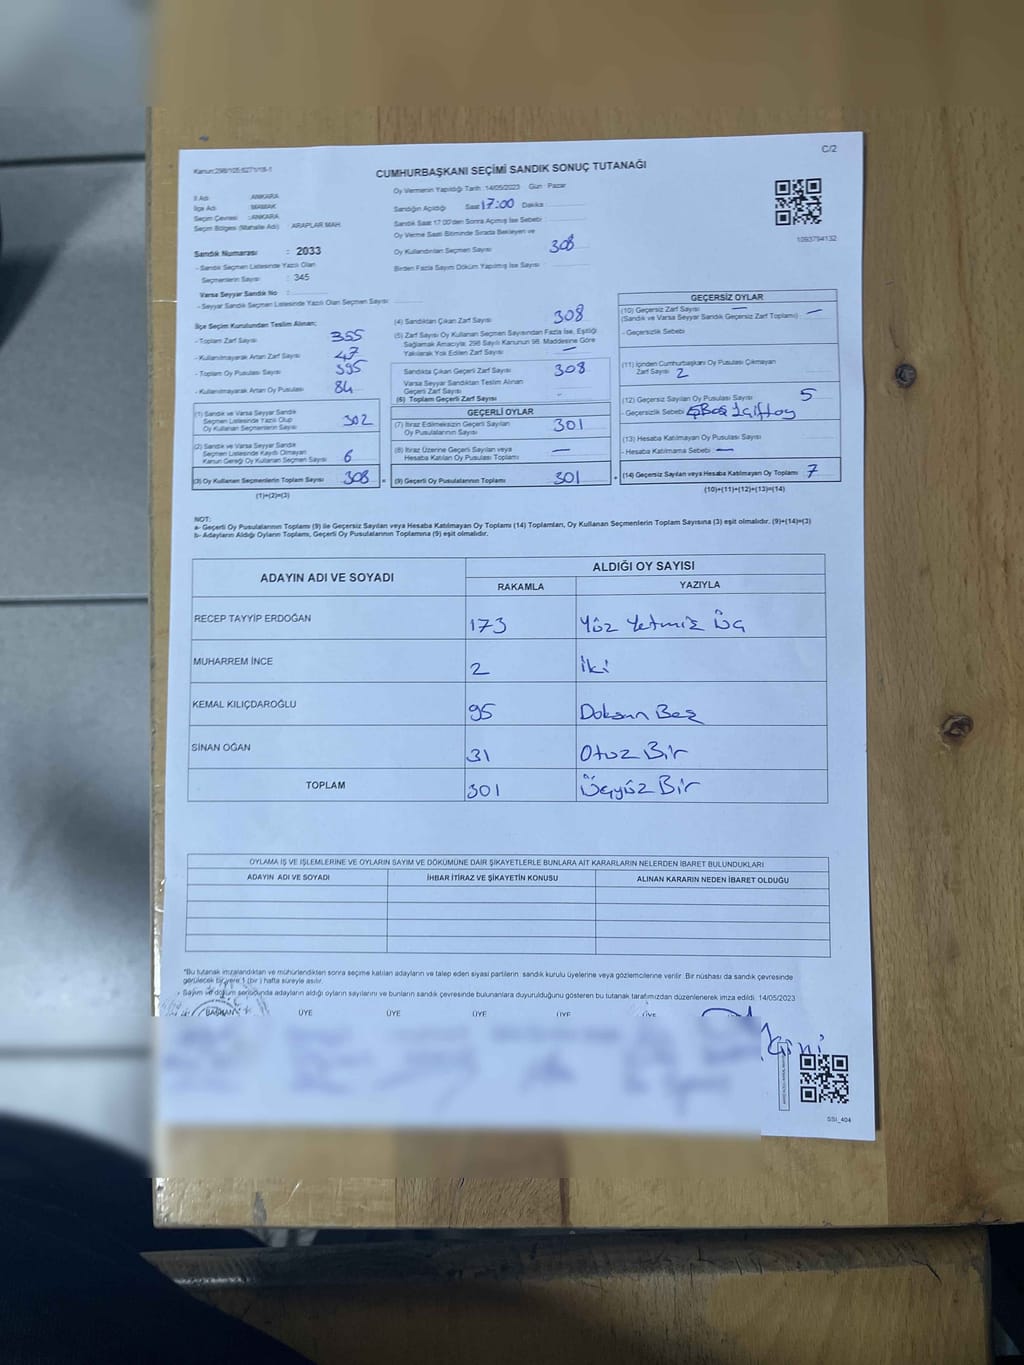 C/2
Kanun:298/105;6271/18-1
CUMHURBAŞKANI SEÇİMİ SANDIK SONUÇ TUTANAĞI
İl Adı : ANKARA
İlçe Adı : MAMAK
Seçim Çevresi : ANKARA
Seçim Bölgesi (Mahalle Adı) : ARAPLAR MAH.
Sandık Numarası : 2033
- Sandık Seçmen Listesinde Yazılı Olan
Seçmenlerin Sayısı : 345
Varsa Seyyar Sandık No :
- Seyyar Sandık Seçmen Listesinde Yazılı Olan Seçmen Sayısı
Oy Vermenin Yapıldığı Tarih : 14/05/2023 Gün : Pazar
Sandığın Açıldığı Saat 17:00 Dakika
Sandık Saat 17.00'den Sonra Açılmış İse Sebebi
Oy Verme Saati Bitiminde Sırada Bekleyen ve
Oy Kullandırılan Seçmen Sayısı 308
Birden Fazla Sayım Döküm Yapılmış İse Sayısı :
1093794132
İlçe Seçim Kurulundan Teslim Alınan;
- Toplam Zarf Sayısı 355
- Kullanılmayarak Artan Zarf Sayısı 47
- Toplam Oy Pusulası Sayısı 395
- Kullanılmayarak Artan Oy Pusulası 84
(1) Sandık ve Varsa Seyyar Sandık
Seçmen Listesinde Yazılı Olup
Oy Kullanan Seçmenlerin Sayısı 302
(2) Sandık ve Varsa Seyyar Sandık
Seçmen Listesinde Kaydı Olmayan
Kanun Gereği Oy Kullanan Seçmen Sayısı 6
(3) Oy Kullanan Seçmenlerin Toplam Sayısı 308 =
(1)+(2)=(3)
(4) Sandıktan Çıkan Zarf Sayısı 308
(5) Zarf Sayısı Oy Kullanan Seçmen Sayısından Fazla İse, Eşitliği
Sağlamak Amacıyla; 298 Sayılı Kanunun 98. Maddesine Göre
Yakılarak Yok Edilen Zarf Sayısı —
Sandıkta Çıkan Geçerli Zarf Sayısı 308
Varsa Seyyar Sandıktan Teslim Alınan
Geçerli Zarf Sayısı
(6) Toplam Geçerli Zarf Sayısı -
GEÇERLİ OYLAR
(7) İtiraz Edilmeksizin Geçerli Sayılan
Oy Pusulalarının Sayısı 301
(8) İtiraz Üzerine Geçerli Sayılan veya
Hesaba Katılan Oy Pusulası Toplamı —
(9) Geçerli Oy Pusulalarının Toplamı 301 +
GEÇERSİZ OYLAR
(10) Geçersiz Zarf Sayısı —
(Sandık ve Varsa Seyyar Sandık Geçersiz Zarf Toplamı) : —
- Geçersizlik Sebebi
(11) İçinden Cumhurbaşkanı Oy Pusulası Çıkmayan
Zarf Sayısı 2
(12) Geçersiz Sayılan Oy Pusulası Sayısı 5
- Geçersizlik Sebebi
(13) Hesaba Katılmayan Oy Pusulası Sayısı
- Hesaba Katılmama Sebebi —
(14) Geçersiz Sayılan veya Hesaba Katılmayan Oy Toplamı 7
(10)+(11)+(12)+(13)=(14)
NOT:
a- Geçerli Oy Pusulalarının Toplamı (9) ile Geçersiz Sayılan veya Hesaba Katılmayan Oy Toplamı (14) Toplamları, Oy Kullanan Seçmenlerin Toplam Sayısına (3) eşit olmalıdır. (9)+(14)=(3)
b- Adayların Aldığı Oyların Toplamı, Geçerli Oy Pusulalarının Toplamına (9) eşit olmalıdır.
ADAYIN ADI VE SOYADI
ALDIĞI OY SAYISI
RAKAMLA YAZIYLA
RECEP TAYYİP ERDOĞAN 173 Yüz Yetmiş Üç
MUHARREM İNCE 2 İki
KEMAL KILIÇDAROĞLU 95 Doksan Beş
SİNAN OĞAN 31 Otuz Bir
TOPLAM 301 Üçyüz Bir
OYLAMA İŞ VE İŞLEMLERİNE VE OYLARIN SAYIM VE DÖKÜMÜNE DAİR ŞİKAYETLERLE BUNLARA AİT KARARLARIN NELERDEN İBARET BULUNDUKLARI
ADAYIN ADI VE SOYADI İHBAR İTİRAZ VE ŞİKAYETİN KONUSU ALINAN KARARIN NEDEN İBARET OLDUĞU
*Bu tutanak imzalandıktan ve mühürlendikten sonra seçime katılan adayların ve talep eden siyasi partilerin, sandık kurulu üyelerine veya gözlemcilerine verilir. Bir nüshası da sandık çevresinde
görülecek bir yere 1 (bir) hafta süreyle asılır.
- Sayım ve döküm sonucunda adayların aldığı oyların sayılarını ve bunların sandık çevresinde bulunanlara duyurulduğunu gösteren bu tutanak tarafımızdan düzenlenerek imza edildi. 14/05/2023
BAŞKAN ÜYE ÜYE ÜYE ÜYE ÜYE
SSİ_404